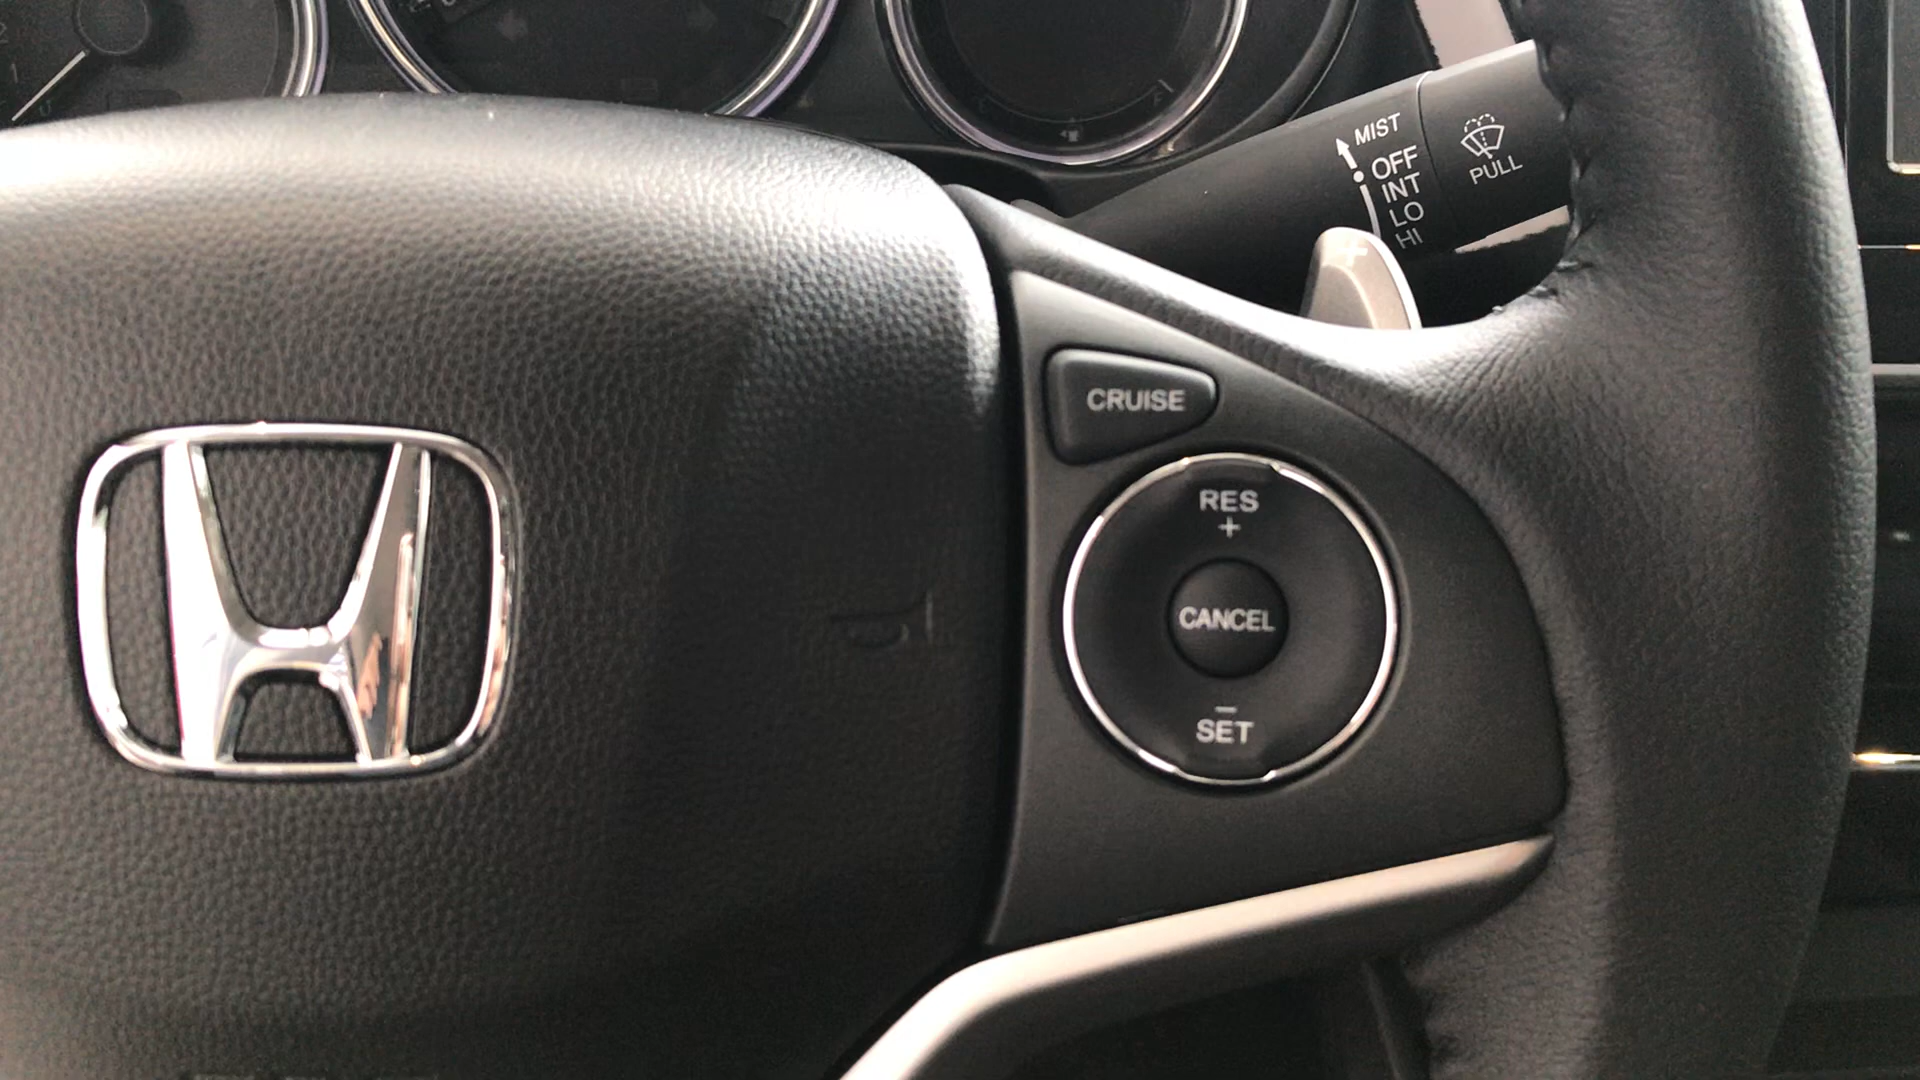 MIST
OFF
INT
LO
HI
PULL
CRUISE
RES
+
CANCEL
–
SET